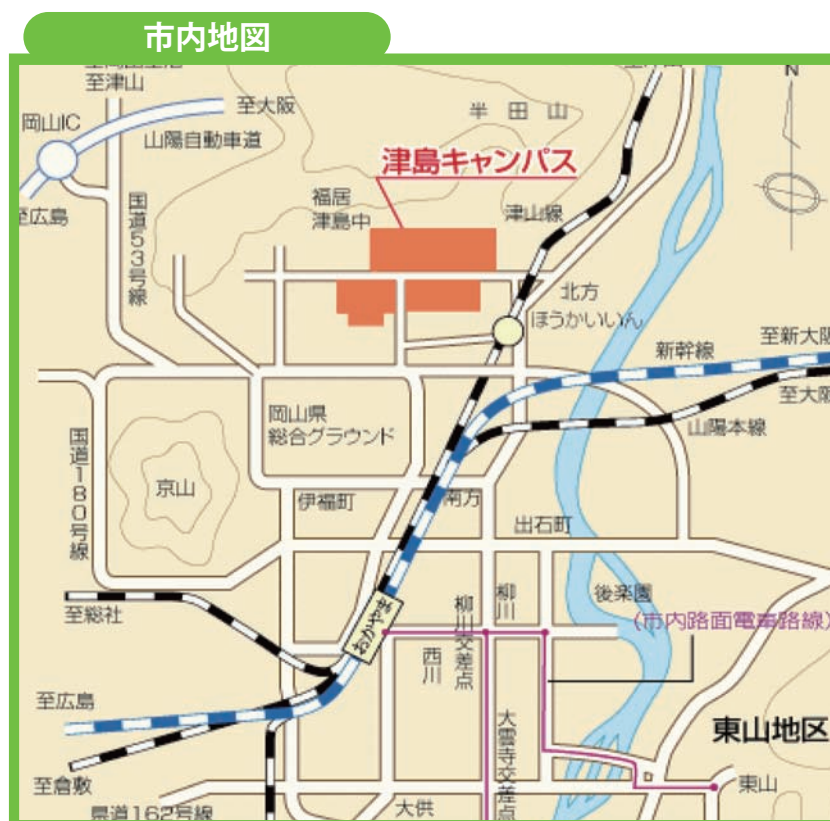 市内地図
至津山
N
至大阪
岡山IC
半田山
山陽自動車道
津島キャンパス
福居
津島中
国道53号線
至広島
津山線
北方
ほうかいいん
新幹線
至新大阪
至大阪
岡山県
総合グラウンド
山陽本線
国道180号線
京山
伊福町
南方
出石町
後楽園
柳川
至総社
おかやま
柳川交差点
(市内路面電車路線)
西川
至広島
大雲寺交差点
東山地区
至倉敷
東山
県道162号線
大供